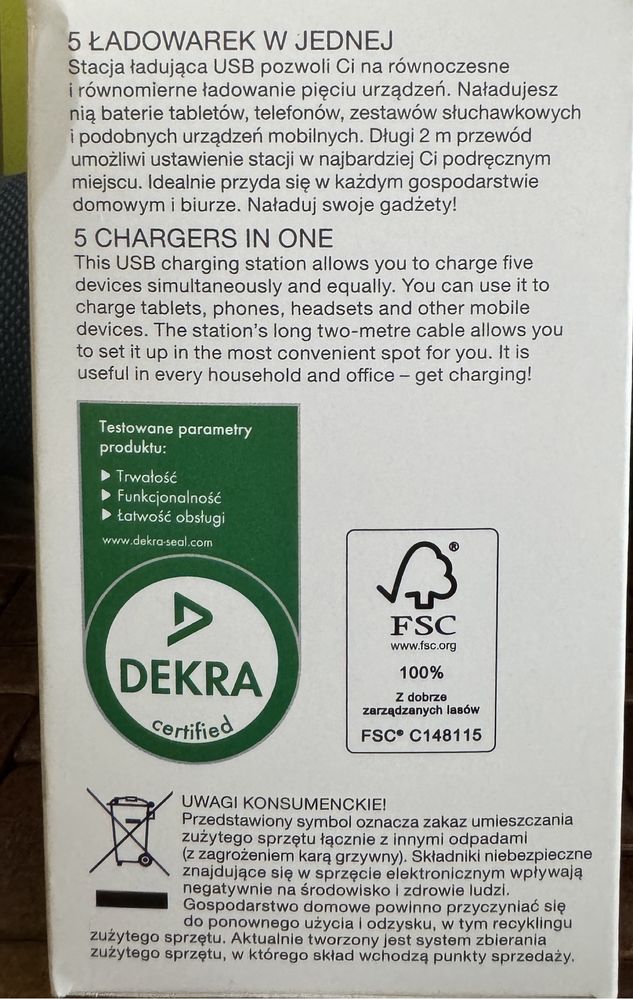 5 ŁADOWAREK W JEDNEJ
Stacja ładująca USB pozwoli Ci na równoczesne
i równomierne ładowanie pięciu urządzeń. Naładujesz
nią baterie tabletów, telefonów, zestawów słuchawkowych
i podobnych urządzeń mobilnych. Długi 2 m przewód
umożliwi ustawienie stacji w najbardziej Ci podręcznym
miejscu. Idealnie przyda się w każdym gospodarstwie
domowym i biurze. Naładuj swoje gadżety!
5 CHARGERS IN ONE
This USB charging station allows you to charge five
devices simultaneously and equally. You can use it to
charge tablets, phones, headsets and other mobile
devices. The station's long two-metre cable allows you
to set it up in the most convenient spot for you. It is
useful in every household and office – get charging!
Testowane parametry
produktu:
Trwałość
Funkcjonalność
Łatwość obsługi
www.dekra-seal.com
DEKRA
certified
®
FSC
www.fsc.org
100%
Z dobrze
zarządzanych lasów
FSC® C148115
UWAGI KONSUMENCKIE!
Przedstawiony symbol oznacza zakaz umieszczania
zużytego sprzętu łącznie z innymi odpadami
(z zagrożeniem karą grzywny). Składniki niebezpieczne
znajdujące się w sprzęcie elektronicznym wpływają
negatywnie na środowisko i zdrowie ludzi.
Gospodarstwo domowe powinno przyczyniać się
do ponownego użycia i odzysku, w tym recyklingu
zużytego sprzętu. Aktualnie tworzony jest system zbierania
zużytego sprzętu, w którego skład wchodzą punkty sprzedaży.